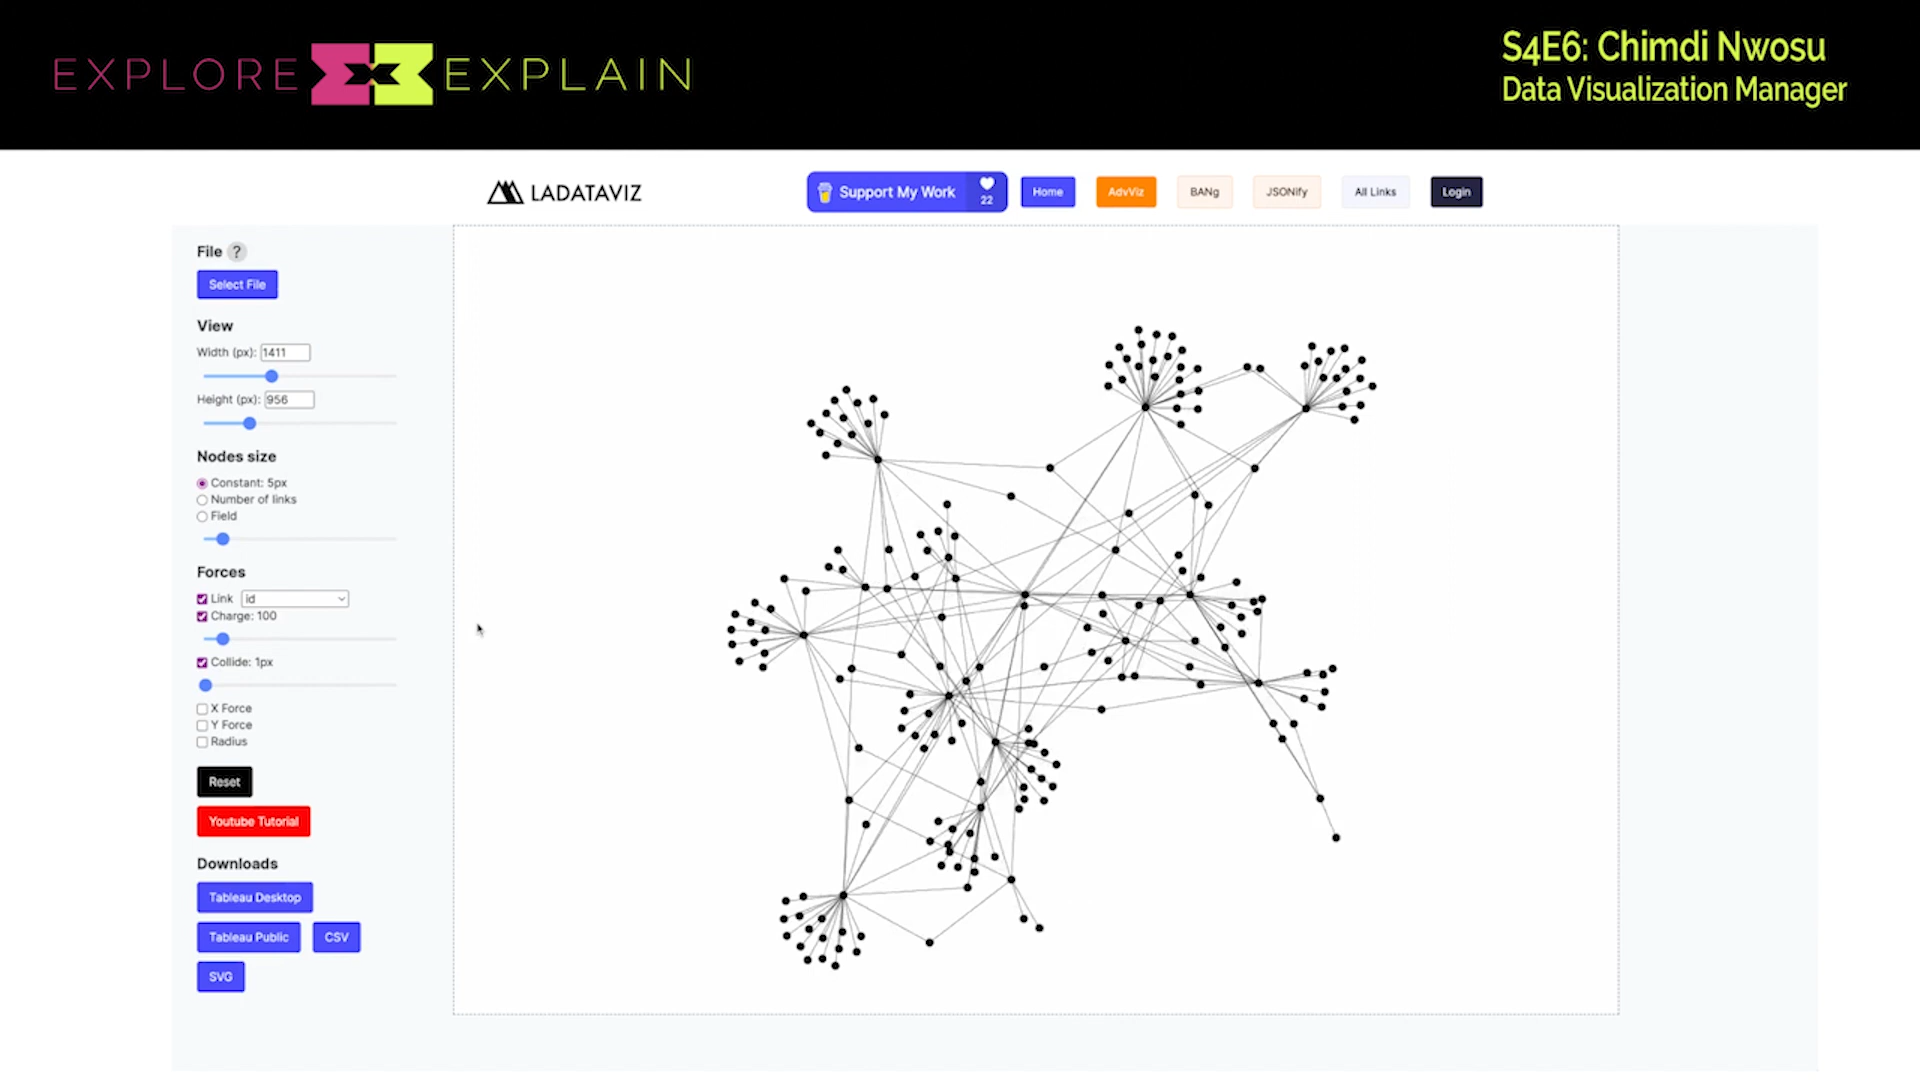 EXPLORE EXPLAIN
S4E6: Chimdi Nwosu
Data Visualization Manager
LADATAVIZ
Support My Work
22
Home
AdvViz
BANg
JSONify
All Links
Login
File ?
Select File
View
Width (px): 1411
Height (px): 956
Nodes size
Constant: 5px
Number of links
Field
Forces
Link id
Charge: 100
Collide: 1px
X Force
Y Force
Radius
Reset
Youtube Tutorial
Downloads
Tableau Desktop
Tableau Public
CSV
SVG